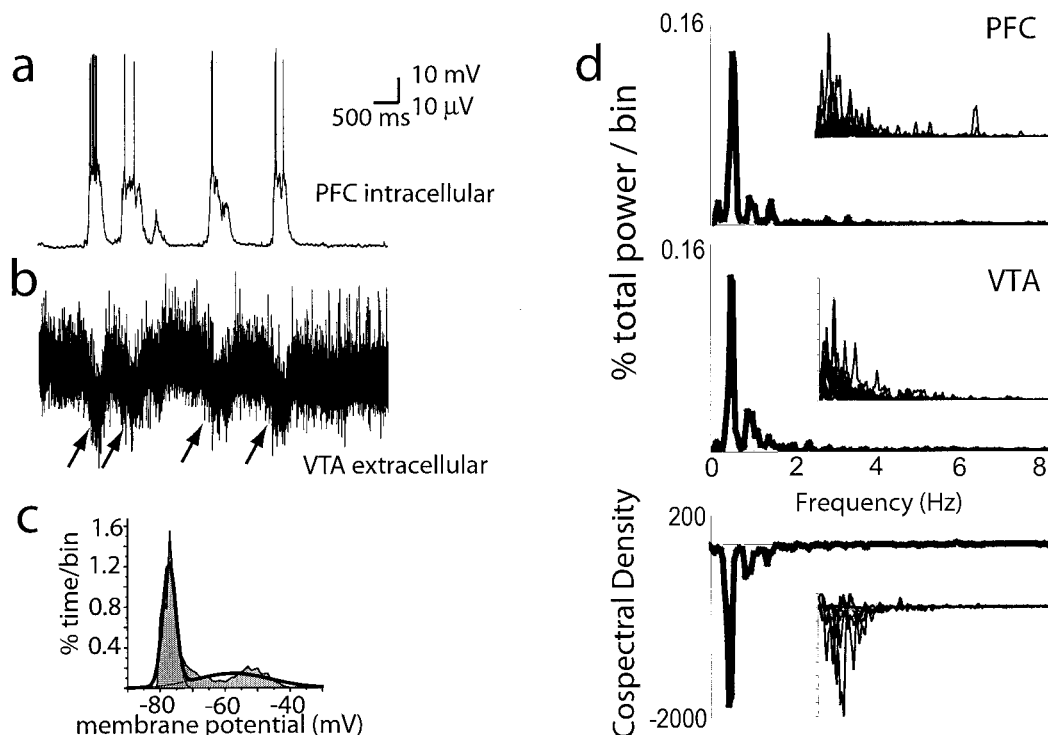 a
10 mV
500 ms 10 μV
PFC intracellular
b
VTA extracellular
c
% time/bin
1.6
1.2
0.8
0.4
-80 -60 -40
membrane potential (mV)
d
% total power / bin
0.16
PFC
0.16
VTA
0 2 4 6 8
Frequency (Hz)
Cospectral Density
200
-2000